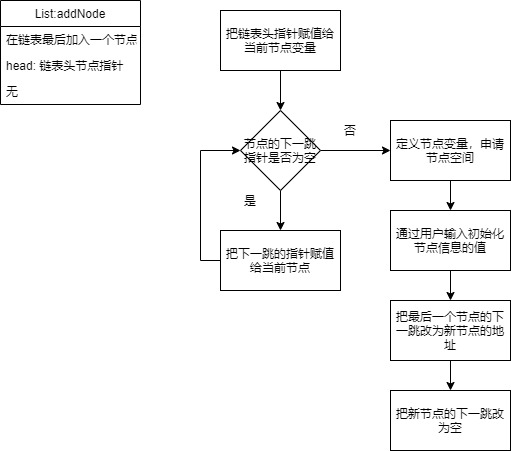 List:addNode
在链表最后加入一个节点
head: 链表头节点指针
无
把链表头指针赋值给
当前节点变量
节点的下一跳
指针是否为空
否
是
把下一跳的指针赋值
给当前节点
定义节点变量，申请
节点空间
通过用户输入初始化
节点信息的值
把最后一个节点的下
一跳改为新节点的地
址
把新节点的下一跳改
为空